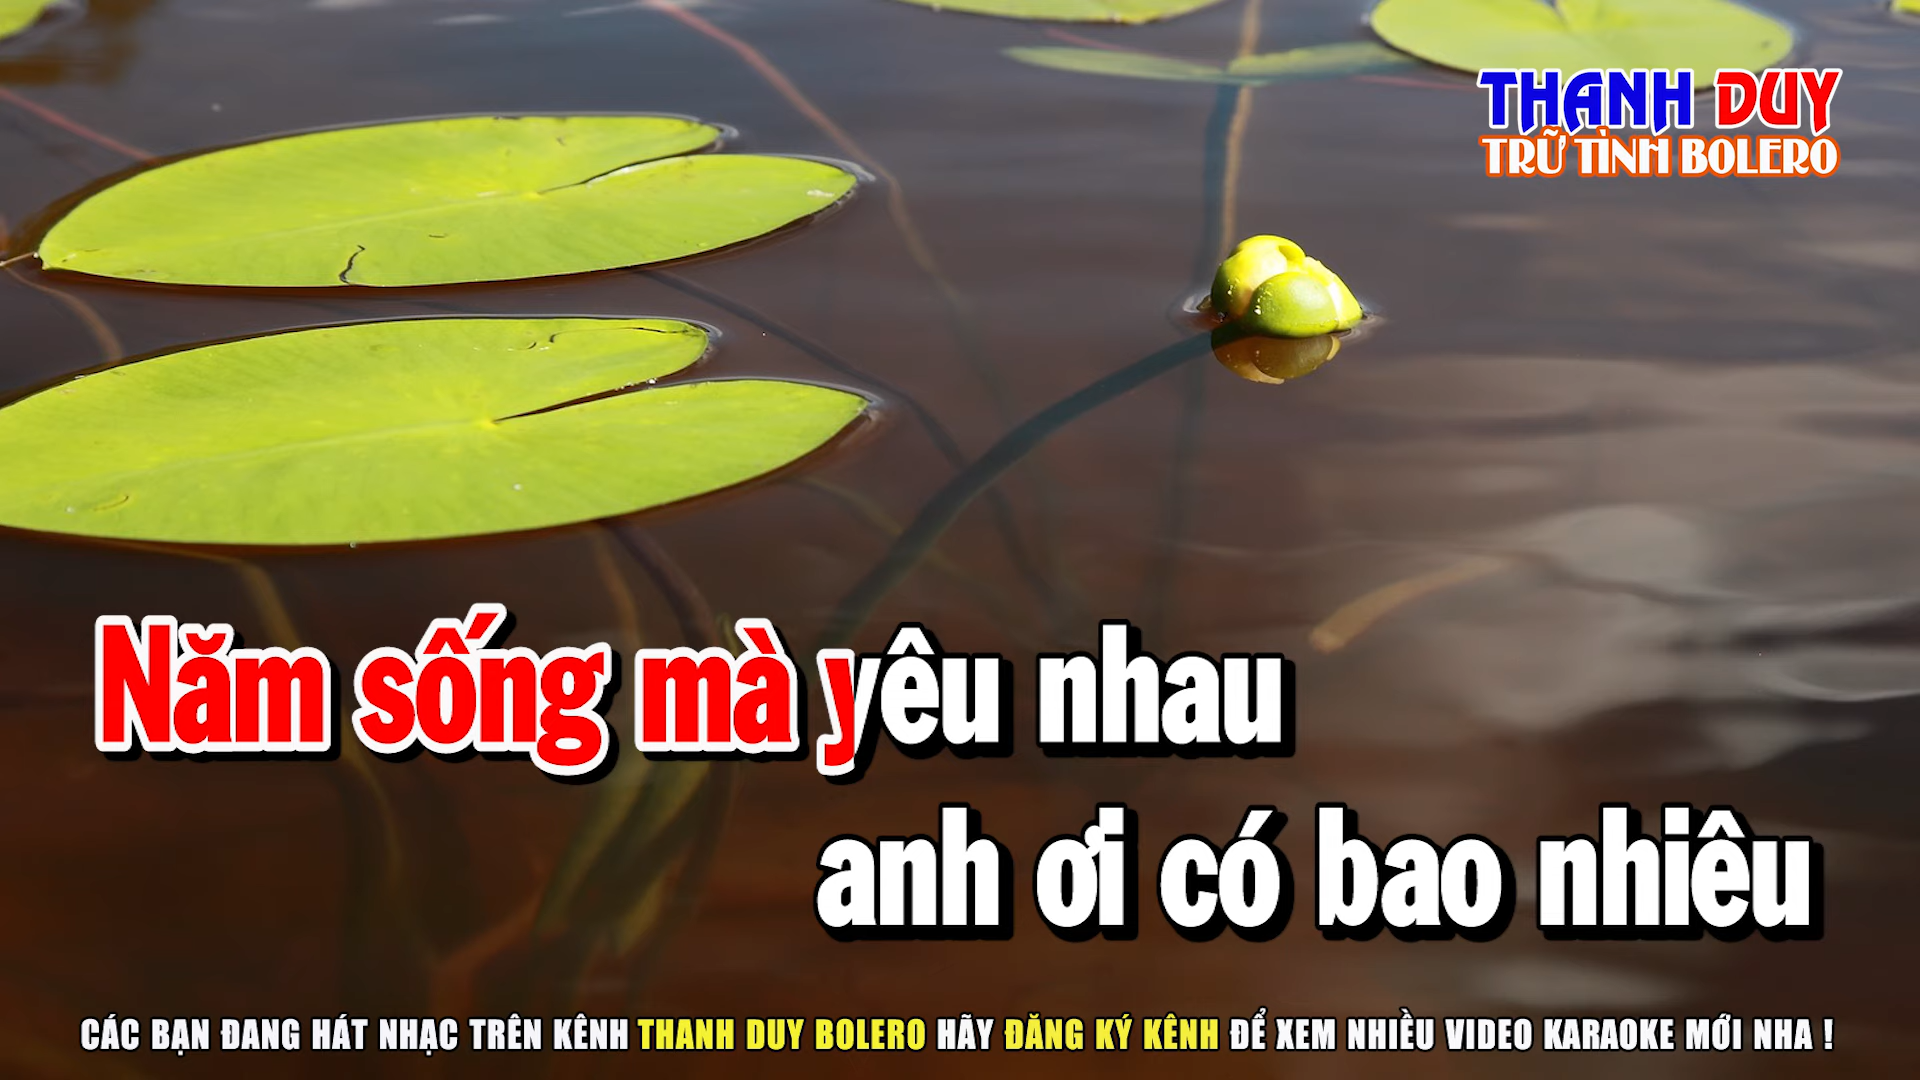 THANH DUY
TRỮ TÌNH BOLERO
Năm sống mà yêu nhau
anh ơi có bao nhiêu
CÁC BẠN ĐANG HÁT NHẠC TRÊN KÊNH THANH DUY BOLERO HÃY ĐĂNG KÝ KÊNH ĐỂ XEM NHIỀU VIDEO KARAOKE MỚI NHA !